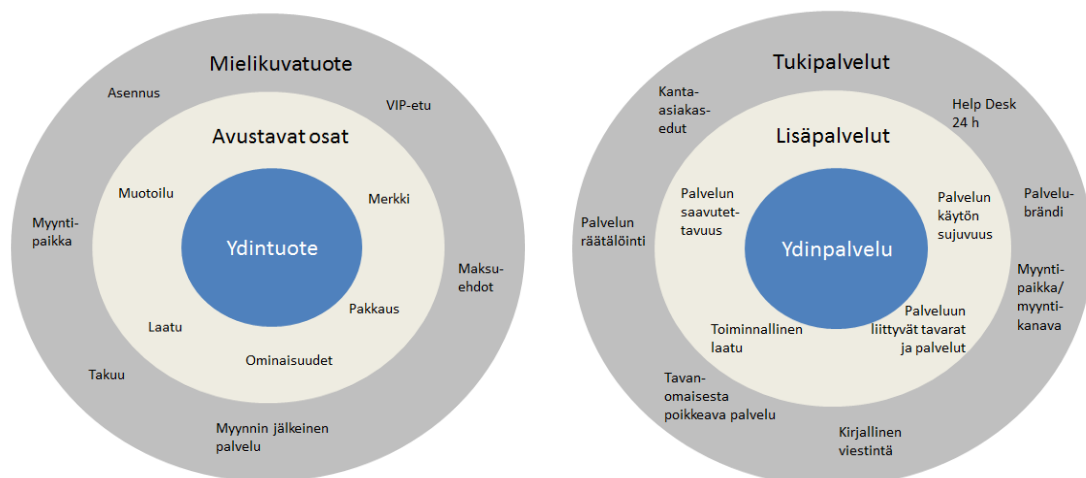 Mielikuvatuote
Asennus
VIP-etu
Avustavat osat
Muotoilu
Merkki
Myynti-
paikka
Ydintuote
Maksu-
ehdot
Pakkaus
Laatu
Ominaisuudet
Takuu
Myynnin jälkeinen
palvelu
Tukipalvelut
Kanta-
asiakas-
edut
Help Desk
24 h
Lisäpalvelut
Palvelun
saavutet-
tavuus
Palvelun
käytön
sujuvuus
Palvelu-
brändi
Palvelun
räätälöinti
Ydinpalvelu
Myynti-
paikka/
myynti-
kanava
Toiminnallinen
laatu
Palveluun
liittyvät tavarat
ja palvelut
Tavan-
omaisesta
poikkeava palvelu
Kirjallinen
viestintä